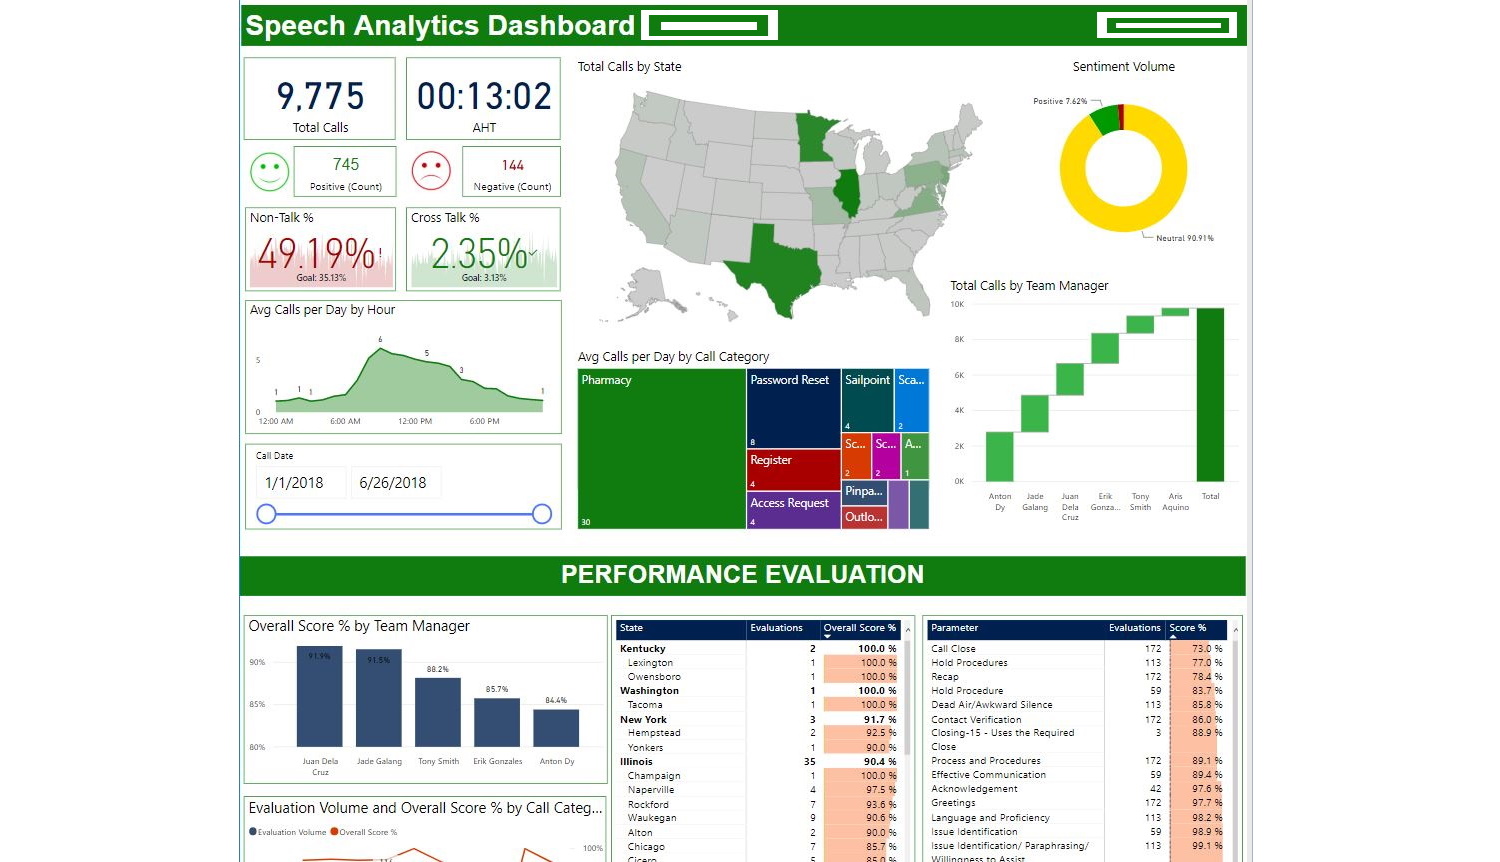 Speech Analytics Dashboard
9,775
Total Calls
00:13:02
AHT
745
Positive (Count)
144
Negative (Count)
Non-Talk %
49.19%!
Goal: 35.13%
Cross Talk %
2.35%
Goal: 3.13%
Avg Calls per Day by Hour
6
5
5
3
1
1
1
1
0
12:00 AM
6:00 AM
12:00 PM
6:00 PM
Call Date
1/1/2018
6/26/2018
Total Calls by State
Avg Calls per Day by Call Category
Pharmacy
30
Password Reset
8
Register
4
Access Request
4
Sailpoint
4
Sca...
2
Sc...
2
Sc...
2
A...
1
Pinpa...
Outlo...
Sentiment Volume
Positive 7.62%
Neutral 90.91%
Total Calls by Team Manager
10K
8K
6K
4K
2K
0K
Anton Dy
Jade Galang
Juan Dela Cruz
Erik Gonza...
Tony Smith
Aris Aquino
Total
PERFORMANCE EVALUATION
Overall Score % by Team Manager
90%
85%
80%
91.9%
91.5%
88.2%
85.7%
84.4%
Juan Dela Cruz
Jade Galang
Tony Smith
Erik Gonzales
Anton Dy
Evaluation Volume and Overall Score % by Call Categ...
Evaluation Volume
Overall Score %
100%
State Evaluations Overall Score %
Kentucky 2 100.0 %
Lexington 1 100.0 %
Owensboro 1 100.0 %
Washington 1 100.0 %
Tacoma 1 100.0 %
New York 3 91.7 %
Hempstead 2 92.5 %
Yonkers 1 90.0 %
Illinois 35 90.4 %
Champaign 1 100.0 %
Naperville 4 97.5 %
Rockford 7 93.6 %
Waukegan 9 90.6 %
Alton 2 90.0 %
Chicago 7 85.7 %
Cicero 5 85.0 %
Parameter Evaluations Score %
Call Close 172 73.0 %
Hold Procedures 113 77.0 %
Recap 172 78.4 %
Hold Procedure 59 83.7 %
Dead Air/Awkward Silence 113 85.8 %
Contact Verification 172 86.0 %
Closing-15 - Uses the Required 3 88.9 %
Close
Process and Procedures 172 89.1 %
Effective Communication 59 89.4 %
Acknowledgement 42 97.6 %
Greetings 172 97.7 %
Language and Proficiency 113 98.2 %
Issue Identification 59 98.9 %
Issue Identification/ Paraphrasing/ 113 99.1 %
Willingness to Assist